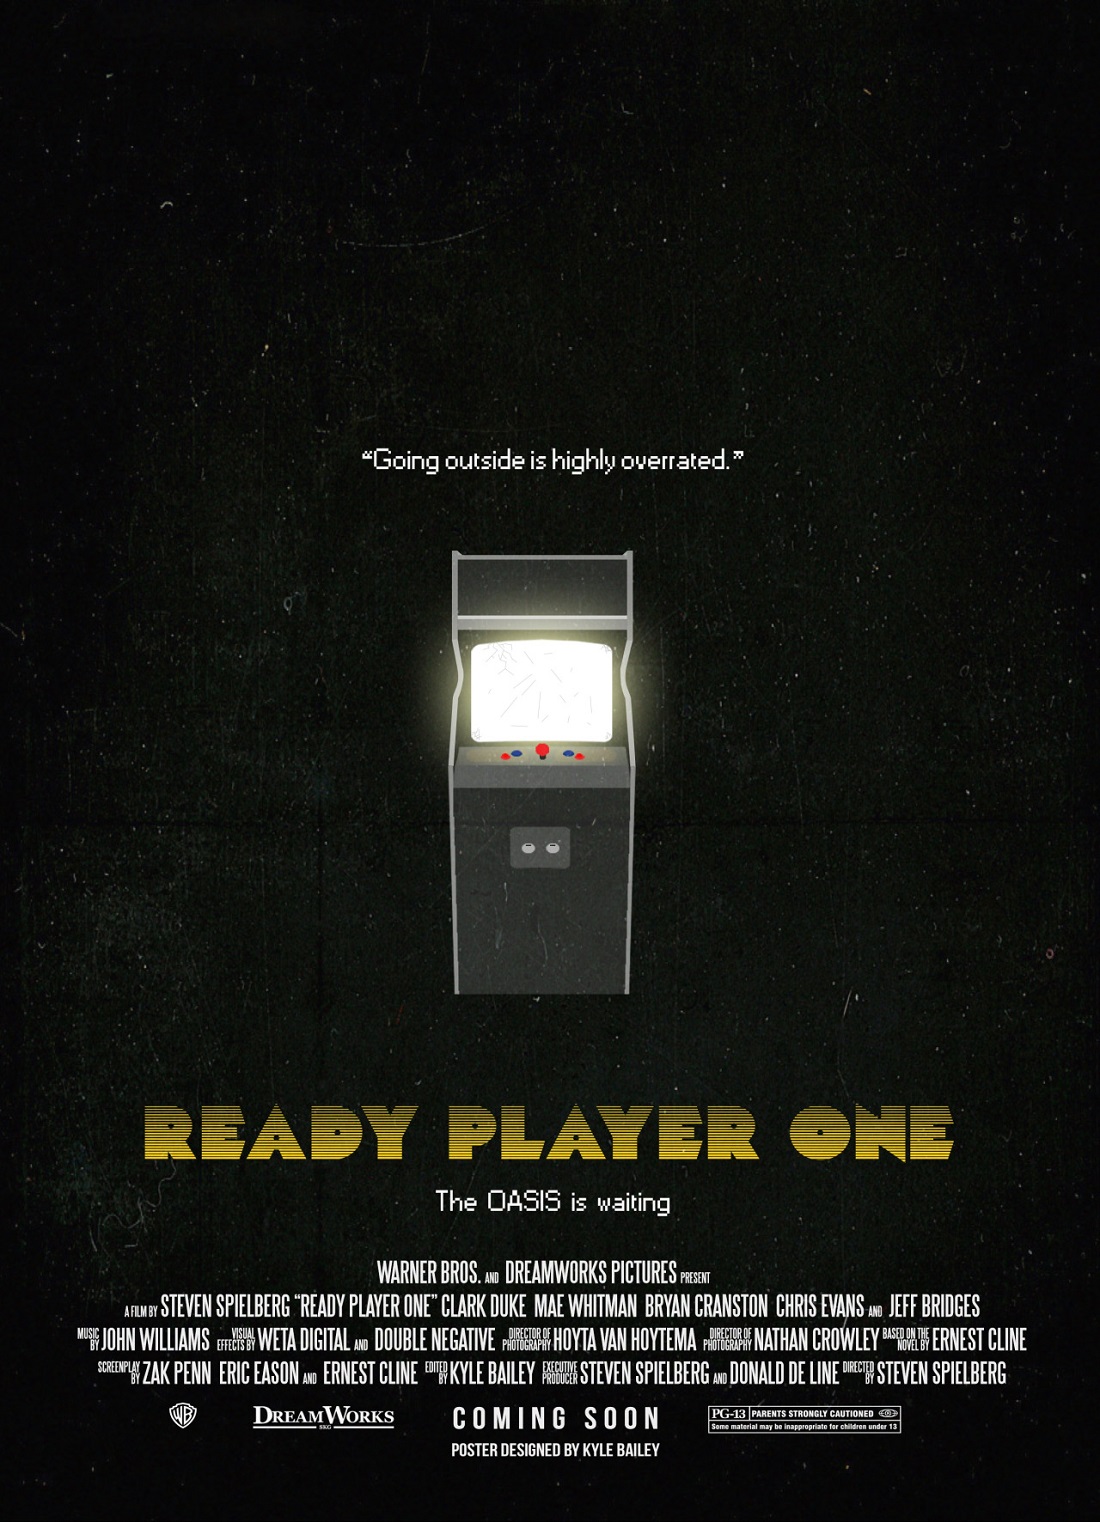 “Going outside is highly overrated.”
READY PLAYER ONE
The OASIS is waiting
WARNER BROS. AND DREAMWORKS PICTURES PRESENT
A FILM BY STEVEN SPIELBERG “READY PLAYER ONE” CLARK DUKE MAE WHITMAN BRYAN CRANSTON CHRIS EVANS AND JEFF BRIDGES
MUSIC BY JOHN WILLIAMS VISUAL EFFECTS BY WETA DIGITAL AND DOUBLE NEGATIVE DIRECTOR OF PHOTOGRAPHY HOYTA VAN HOYTEMA DIRECTOR OF PHOTOGRAPHY NATHAN CROWLEY BASED ON THE NOVEL BY ERNEST CLINE
SCREENPLAY BY ZAK PENN ERIC EASON AND ERNEST CLINE EDITED BY KYLE BAILEY EXECUTIVE PRODUCER STEVEN SPIELBERG AND DONALD DE LINE DIRECTED BY STEVEN SPIELBERG
WB DREAMWORKS SKG COMING SOON PG-13 PARENTS STRONGLY CAUTIONED
Some material may be inappropriate for children under 13
POSTER DESIGNED BY KYLE BAILEY